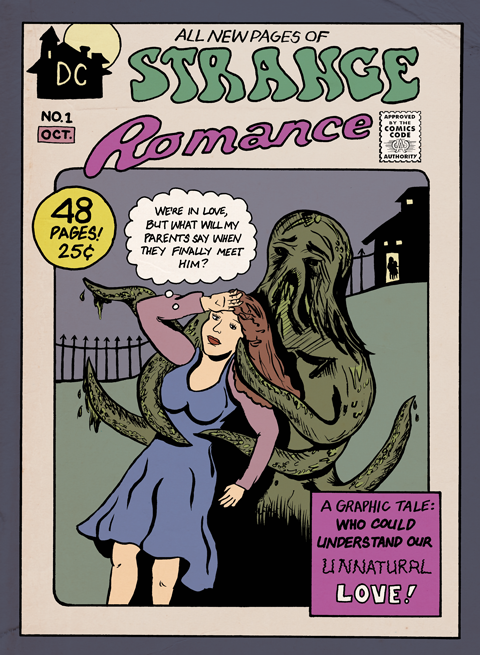 ALL NEW PAGES OF
STRANGE
Romance
DC
NO. 1
OCT.
APPROVED
BY THE
COMICS
CODE
CA
AUTHORITY
48
PAGES!
25¢
WE'RE IN LOVE,
BUT WHAT WILL MY
PARENTS SAY WHEN
THEY FINALLY MEET
HIM?
A GRAPHIC TALE:
WHO COULD
UNDERSTAND OUR
UNNATURAL
LOVE!